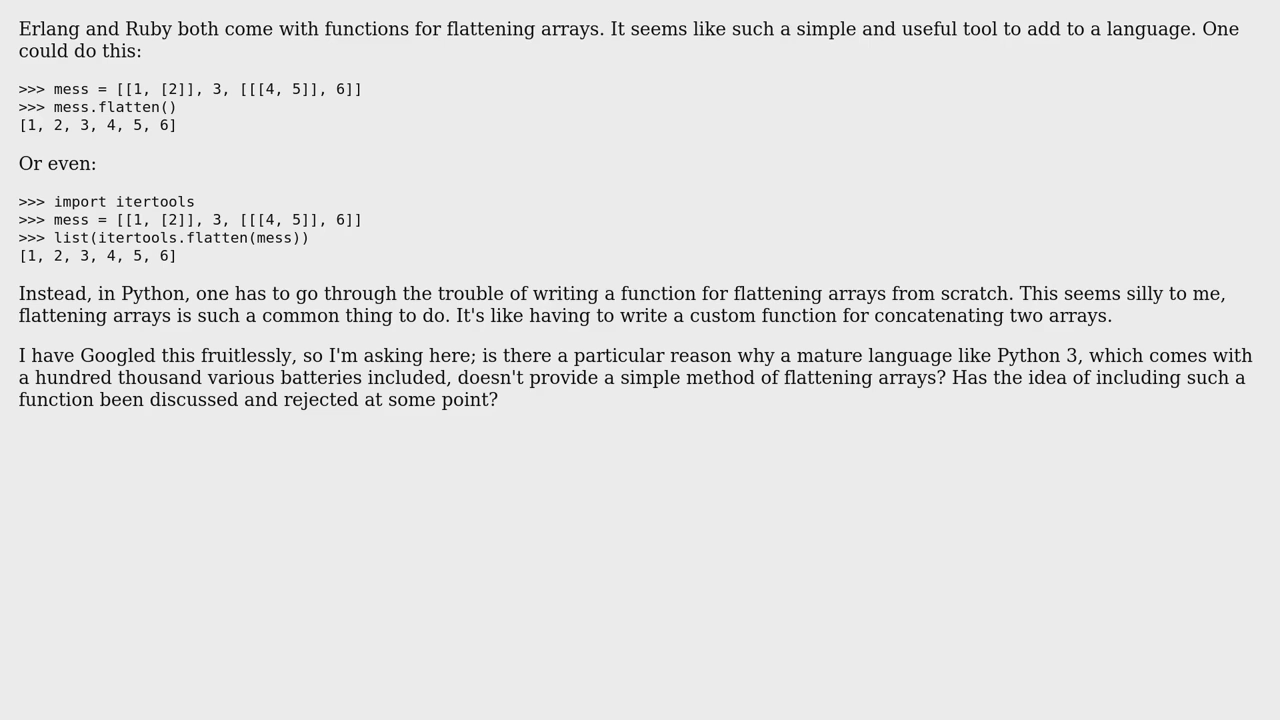 Erlang and Ruby both come with functions for flattening arrays. It seems like such a simple and useful tool to add to a language. One
could do this:
>>> mess = [[1, [2]], 3, [[[4, 5]], 6]]
>>> mess.flatten()
[1, 2, 3, 4, 5, 6]
Or even:
>>> import itertools
>>> mess = [[1, [2]], 3, [[[4, 5]], 6]]
>>> list(itertools.flatten(mess))
[1, 2, 3, 4, 5, 6]
Instead, in Python, one has to go through the trouble of writing a function for flattening arrays from scratch. This seems silly to me,
flattening arrays is such a common thing to do. It's like having to write a custom function for concatenating two arrays.
I have Googled this fruitlessly, so I'm asking here; is there a particular reason why a mature language like Python 3, which comes with
a hundred thousand various batteries included, doesn't provide a simple method of flattening arrays? Has the idea of including such a
function been discussed and rejected at some point?